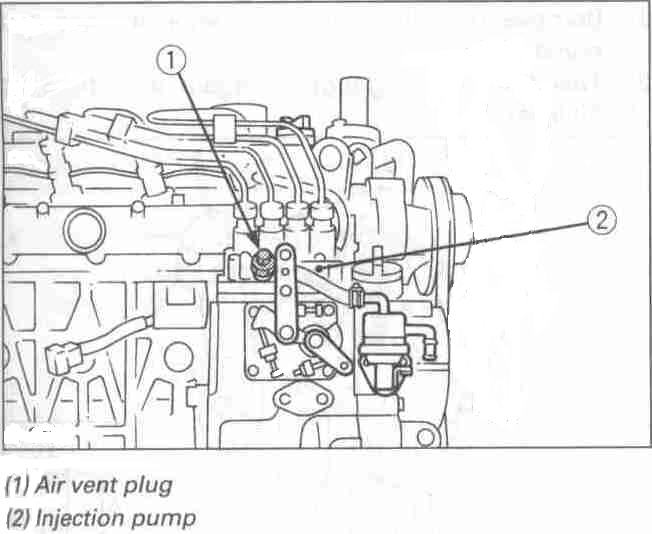 1
2
(1) Air vent plug
(2) Injection pump